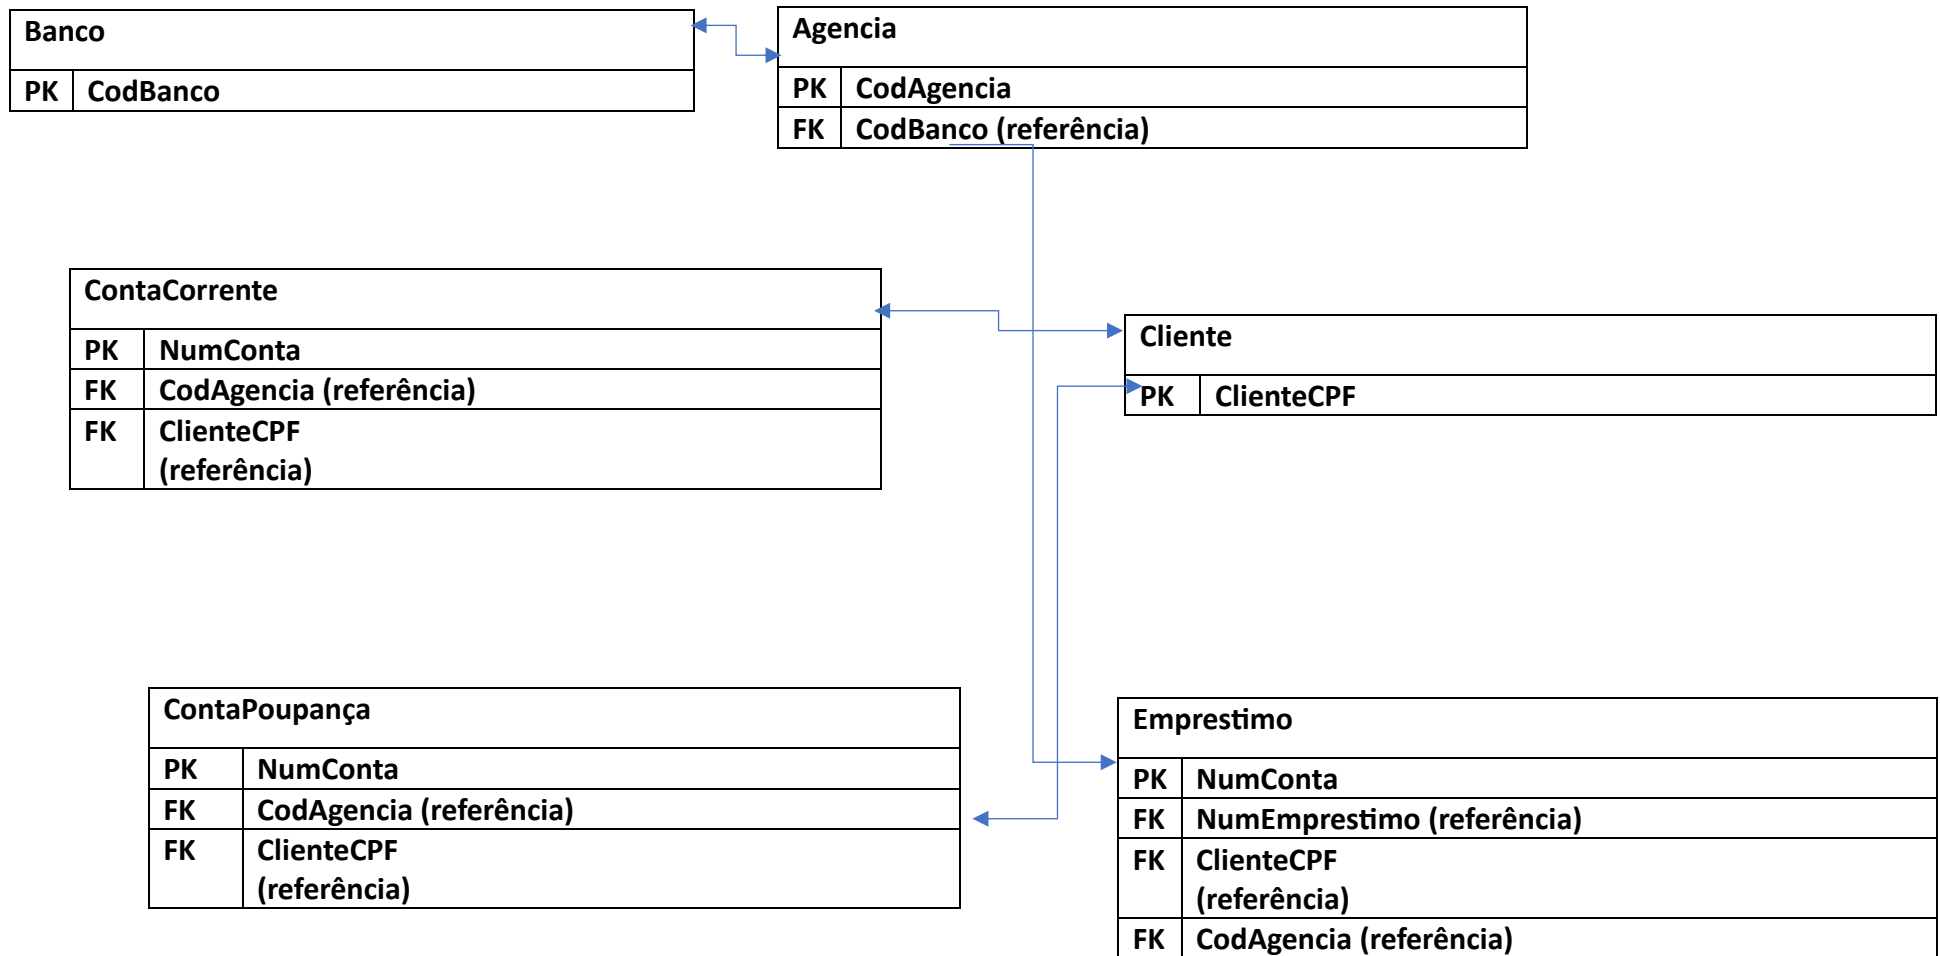 Banco
PK CodBanco
Agencia
PK CodAgencia
FK CodBanco (referência)
ContaCorrente
PK NumConta
FK CodAgencia (referência)
FK ClienteCPF
(referência)
Cliente
PK ClienteCPF
ContaPoupança
PK NumConta
FK CodAgencia (referência)
FK ClienteCPF
(referência)
Emprestimo
PK NumConta
FK NumEmprestimo (referência)
FK ClienteCPF
(referência)
FK CodAgencia (referência)